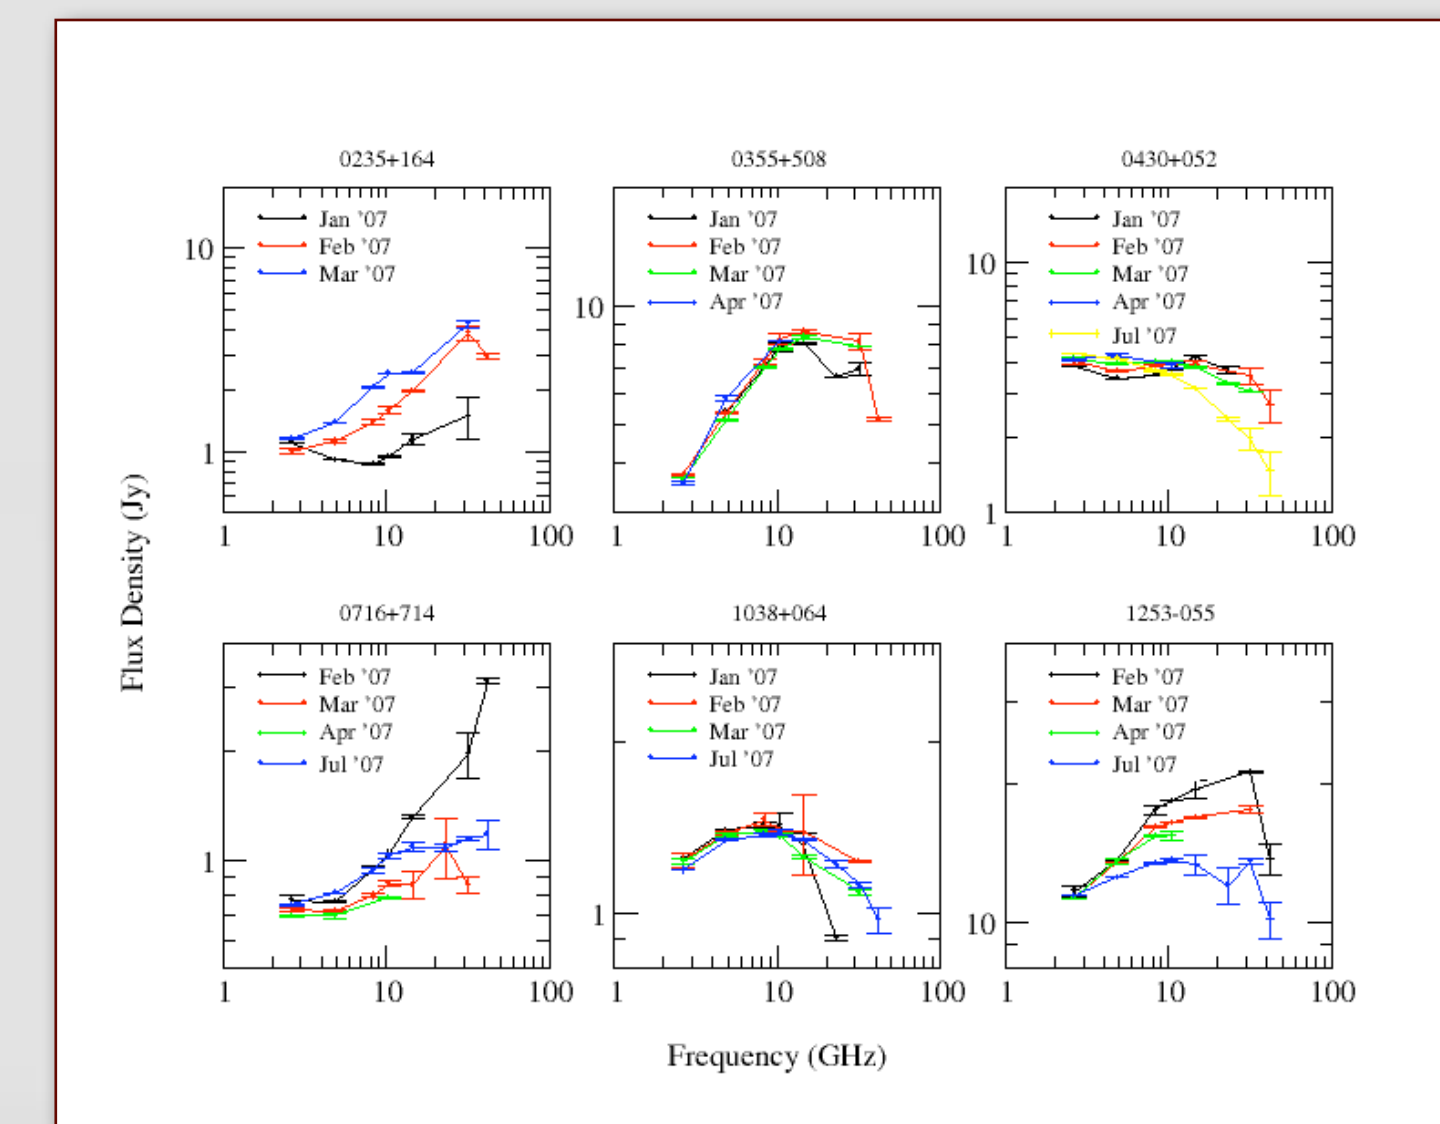 0235+164
0355+508
0430+052
Jan '07
Feb '07
Mar '07
10
1
1
10
100
Jan '07
Feb '07
Mar '07
Apr '07
10
1
10
100
Jan '07
Feb '07
Mar '07
Apr '07
Jul '07
10
1
1
10
100
Flux Density (Jy)
0716+714
1038+064
1253-055
Feb '07
Mar '07
Apr '07
Jul '07
1
1
10
100
Jan '07
Feb '07
Mar '07
Jul '07
1
1
10
100
Feb '07
Mar '07
Apr '07
Jul '07
10
1
10
100
Frequency (GHz)